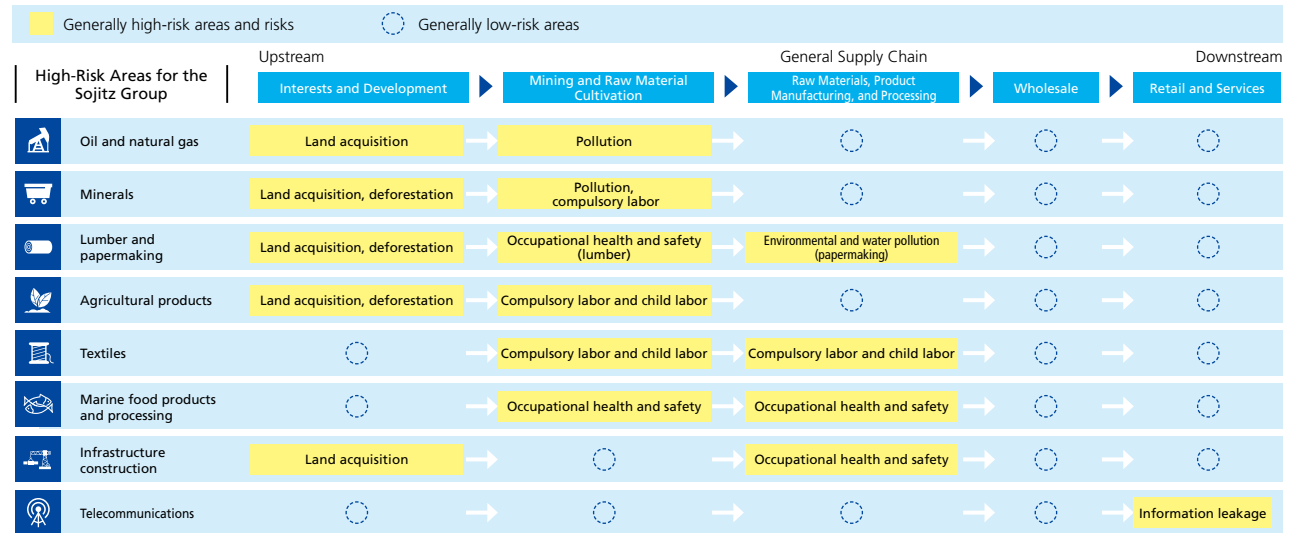 Generally high-risk areas and risks
Generally low-risk areas
Upstream
General Supply Chain
Downstream
High-Risk Areas for the
Sojitz Group
Interests and Development
Mining and Raw Material
Cultivation
Raw Materials, Product
Manufacturing, and Processing
Wholesale
Retail and Services
Oil and natural gas
Land acquisition
Pollution
Minerals
Land acquisition, deforestation
Pollution,
compulsory labor
Lumber and
papermaking
Land acquisition, deforestation
Occupational health and safety
(lumber)
Environmental and water pollution
(papermaking)
Agricultural products
Land acquisition, deforestation
Compulsory labor and child labor
Textiles
Compulsory labor and child labor
Compulsory labor and child labor
Marine food products
and processing
Occupational health and safety
Occupational health and safety
Infrastructure
construction
Land acquisition
Occupational health and safety
Telecommunications
Information leakage